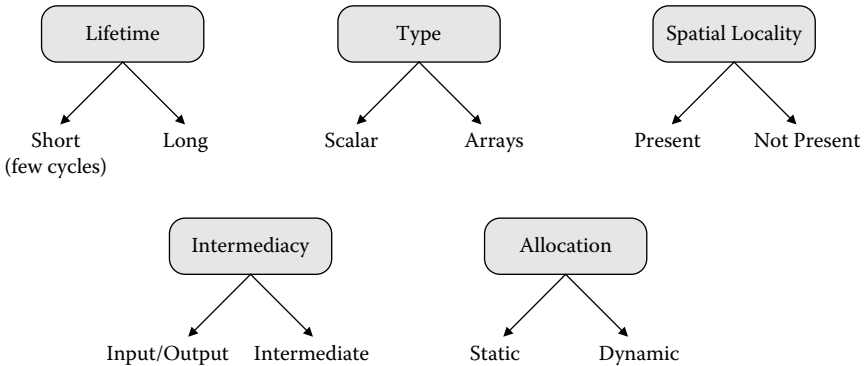 Lifetime
Type
Spatial Locality
Short
(few cycles)
Long
Scalar
Arrays
Present
Not Present
Intermediacy
Allocation
Input/Output
Intermediate
Static
Dynamic